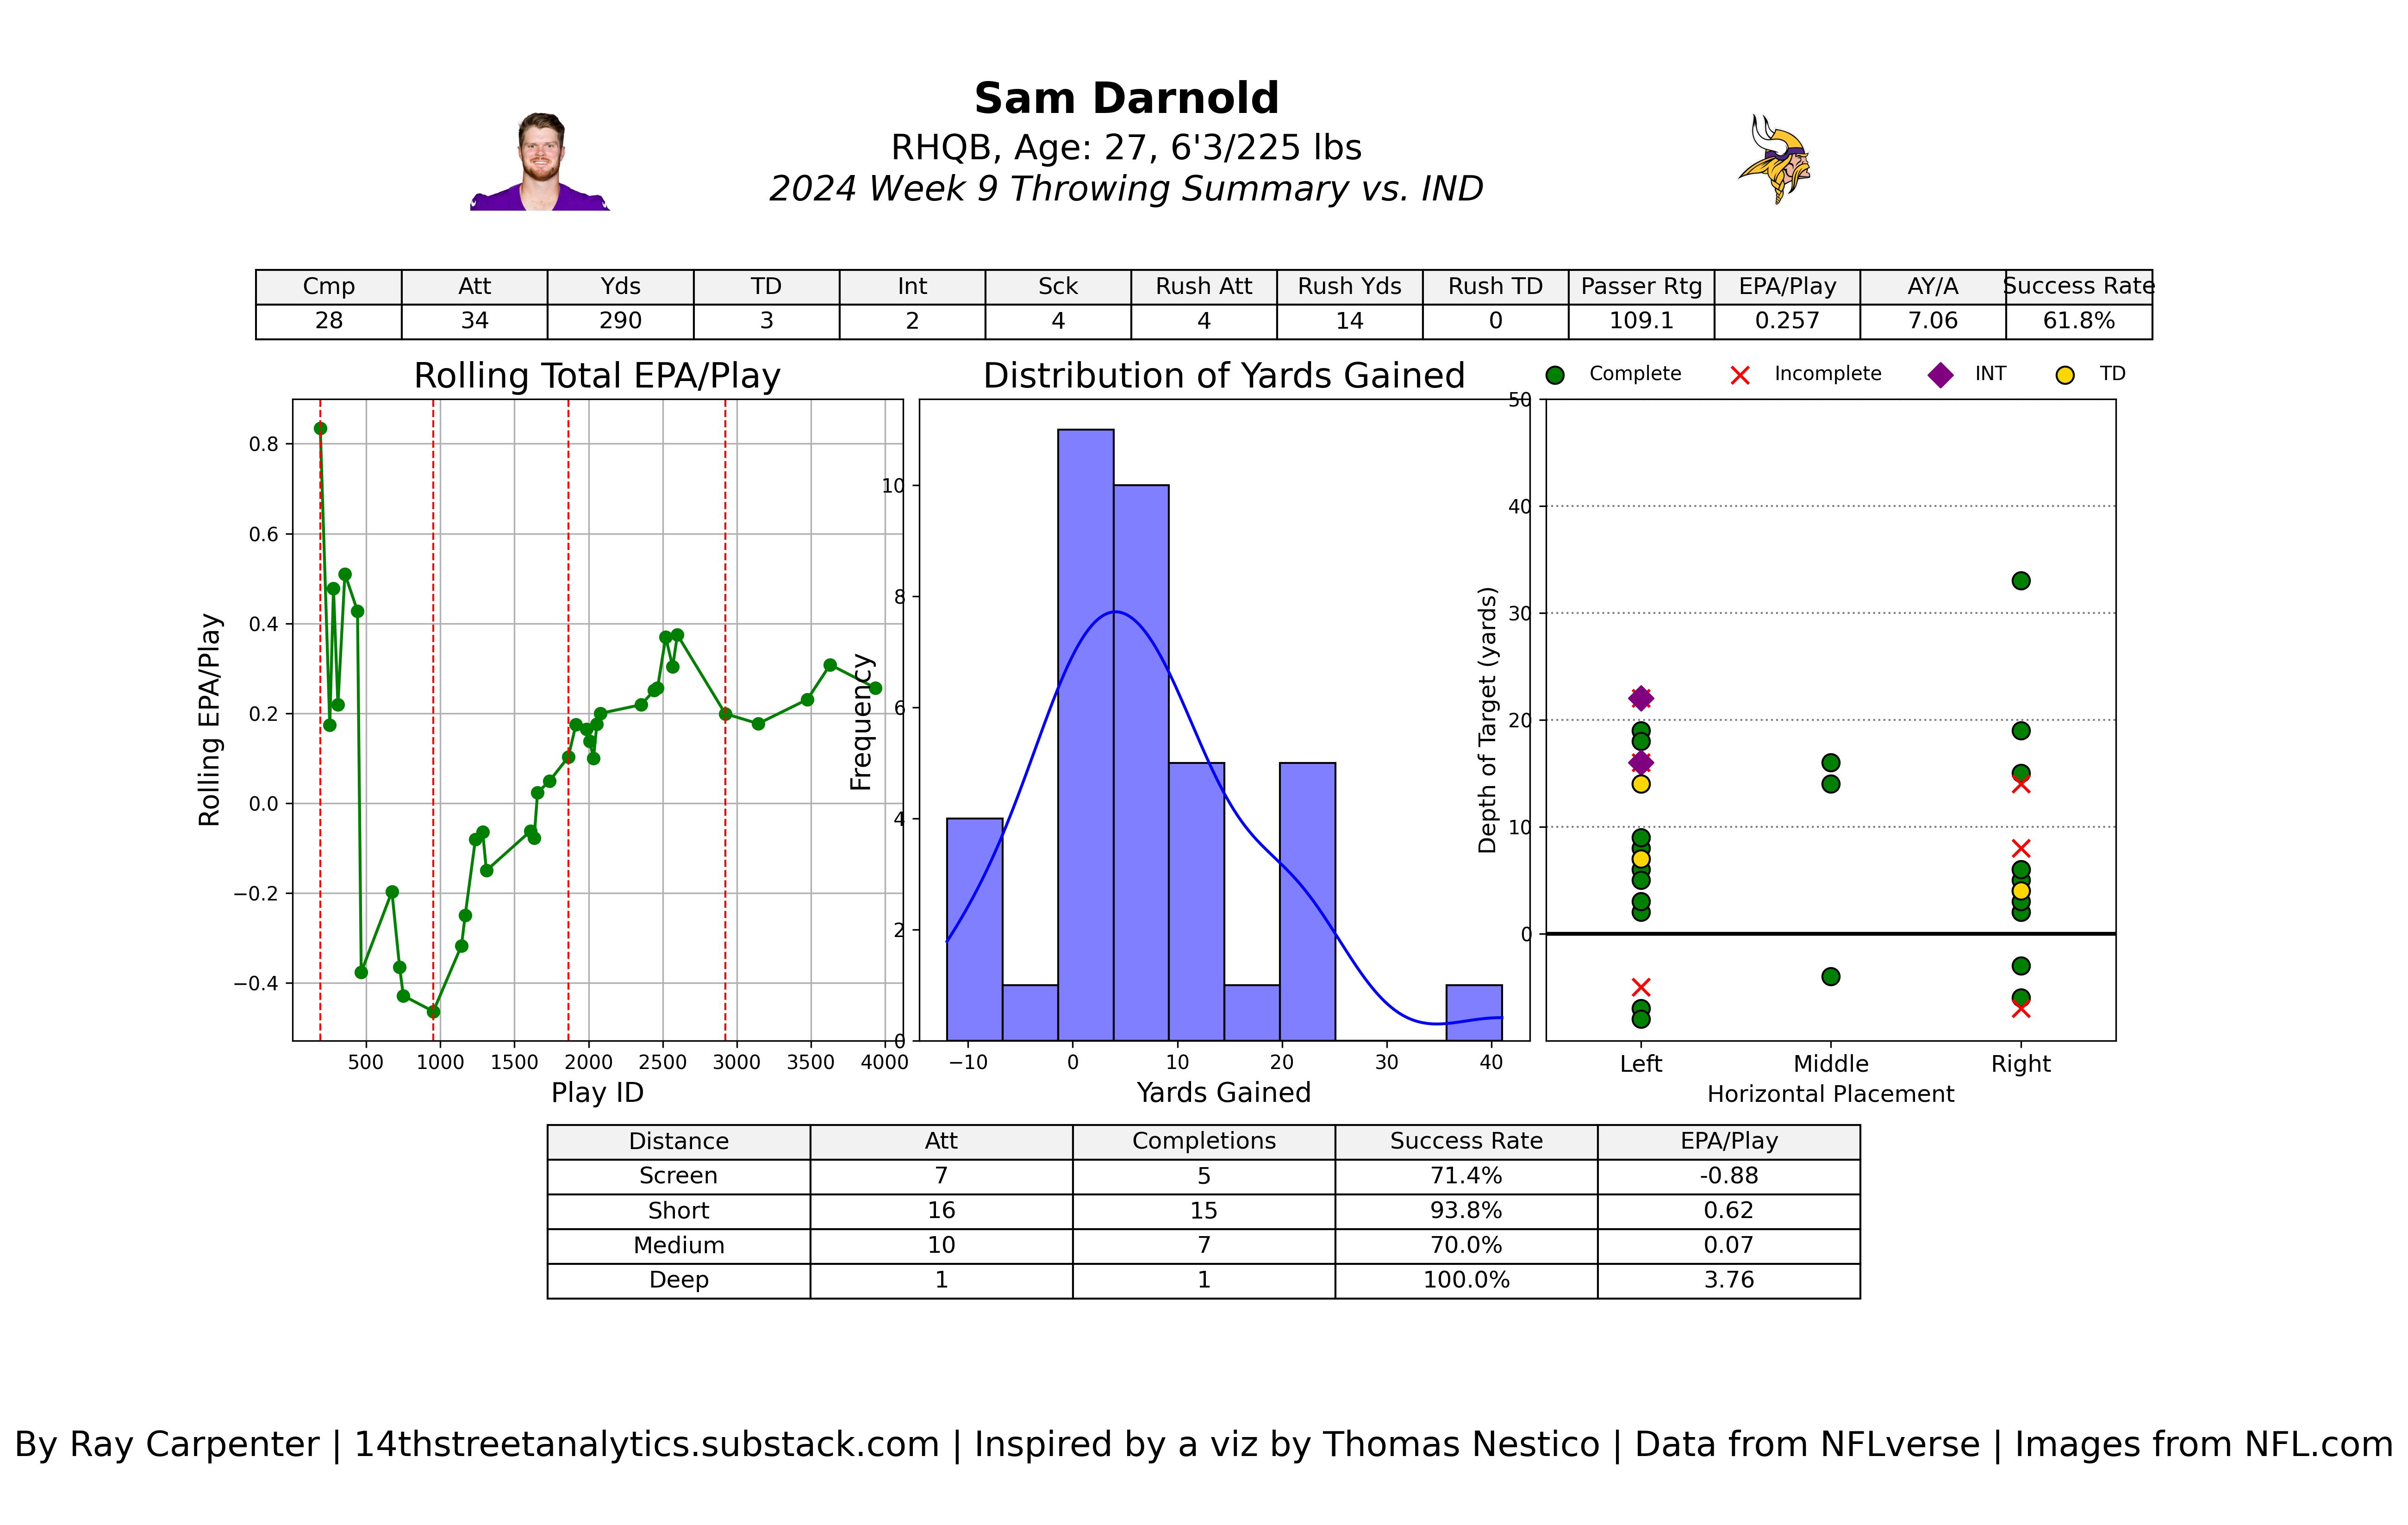 Sam Darnold
RHQB, Age: 27, 6'3/225 lbs
2024 Week 9 Throwing Summary vs. IND
Cmp Att Yds TD Int Sck Rush Att Rush Yds Rush TD Passer Rtg EPA/Play AY/A Success Rate
28 34 290 3 2 4 4 14 0 109.1 0.257 7.06 61.8%
Rolling Total EPA/Play
0.8
0.6
0.4
0.2
0.0
−0.2
−0.4
Rolling EPA/Play
500 1000 1500 2000 2500 3000 3500 4000
Play ID
Distribution of Yards Gained
10
8
6
4
2
0
Frequency
−10 0 10 20 30 40
Yards Gained
Complete Incomplete INT TD
50
40
30
20
10
0
Depth of Target (yards)
Left Middle Right
Horizontal Placement
Distance Att Completions Success Rate EPA/Play
Screen 7 5 71.4% -0.88
Short 16 15 93.8% 0.62
Medium 10 7 70.0% 0.07
Deep 1 1 100.0% 3.76
By Ray Carpenter | 14thstreetanalytics.substack.com | Inspired by a viz by Thomas Nestico | Data from NFLverse | Images from NFL.com